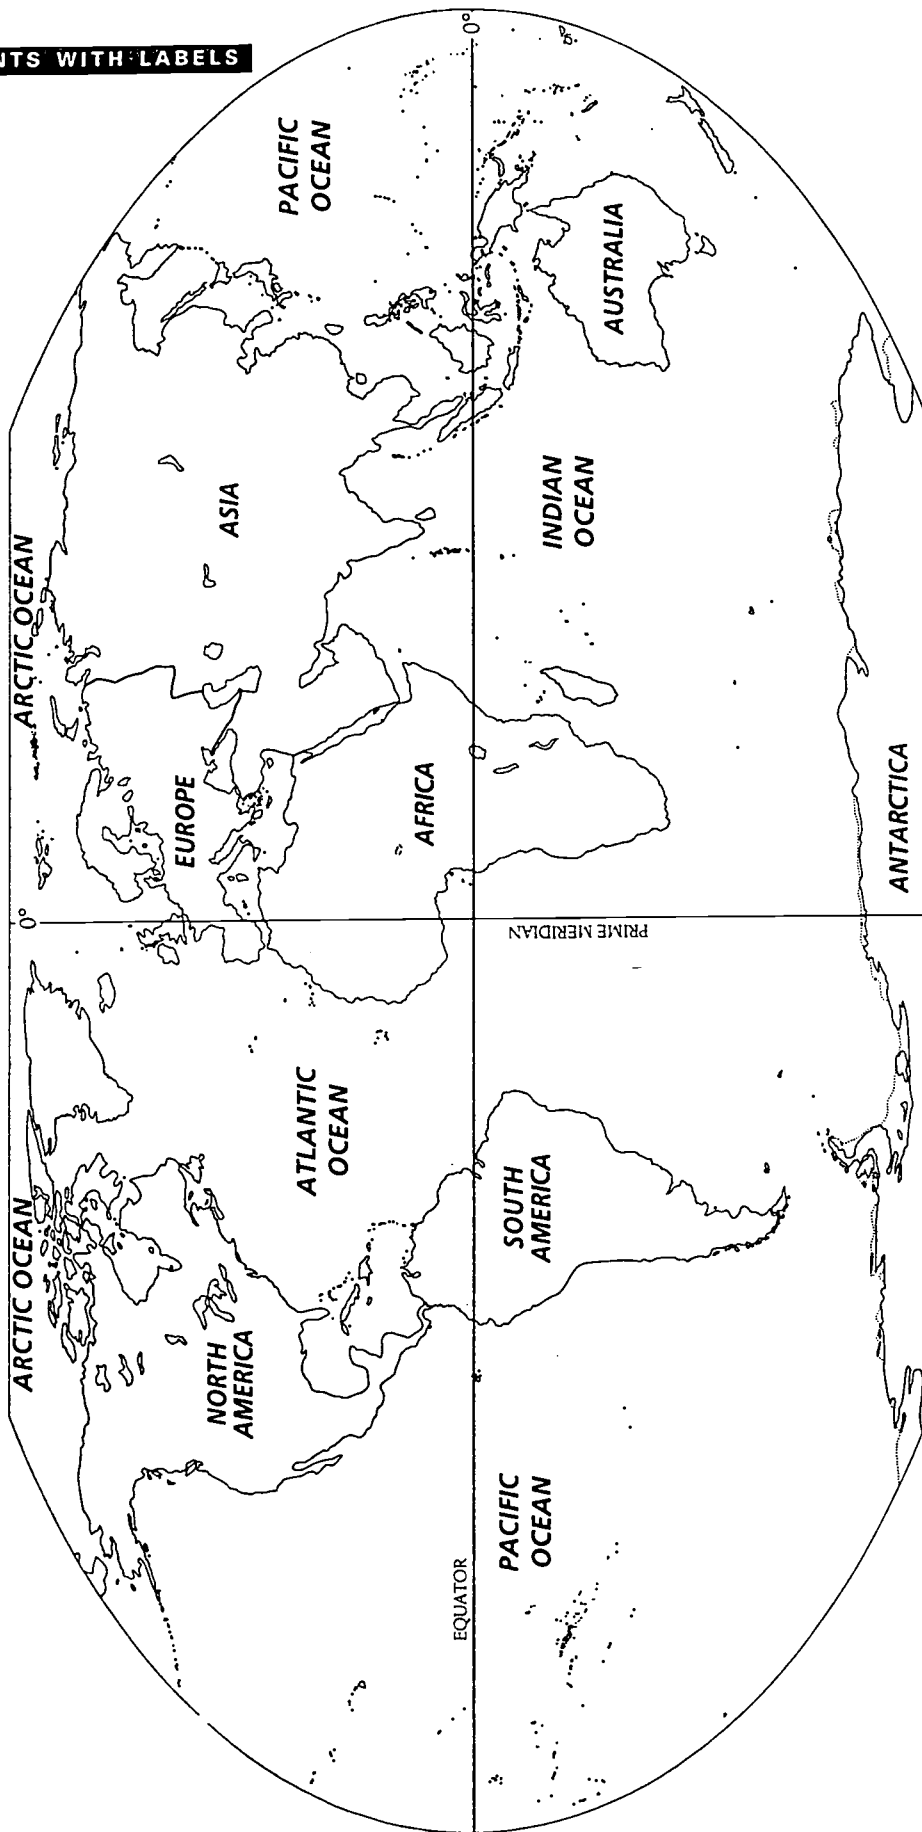 NTS WITH LABELS
ARCTIC OCEAN
ARCTIC OCEAN
NORTH
AMERICA
EUROPE
ASIA
PACIFIC
OCEAN
ATLANTIC
OCEAN
AFRICA
0°
0°
EQUATOR
PRIME MERIDIAN
PACIFIC
OCEAN
SOUTH
AMERICA
INDIAN
OCEAN
AUSTRALIA
ANTARCTICA